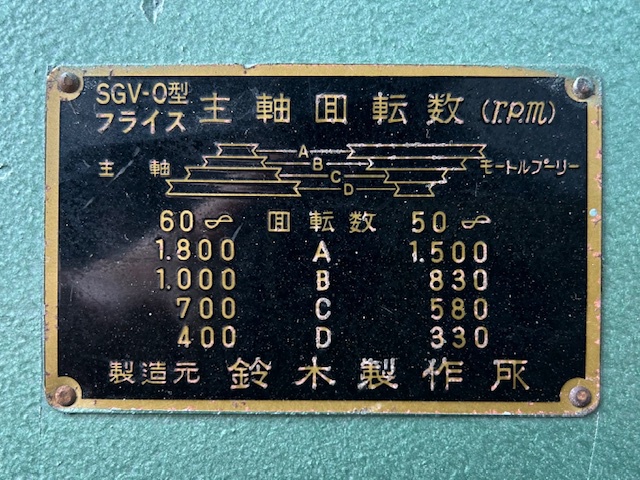 SGV-0型
フライス
主軸回転数(r.p.m)
主軸 A B C D モートルプーリー
60∽ 回転数 50∽
1.800 A 1.500
1.000 B 830
700 C 580
400 D 330
製造元 鈴木製作所